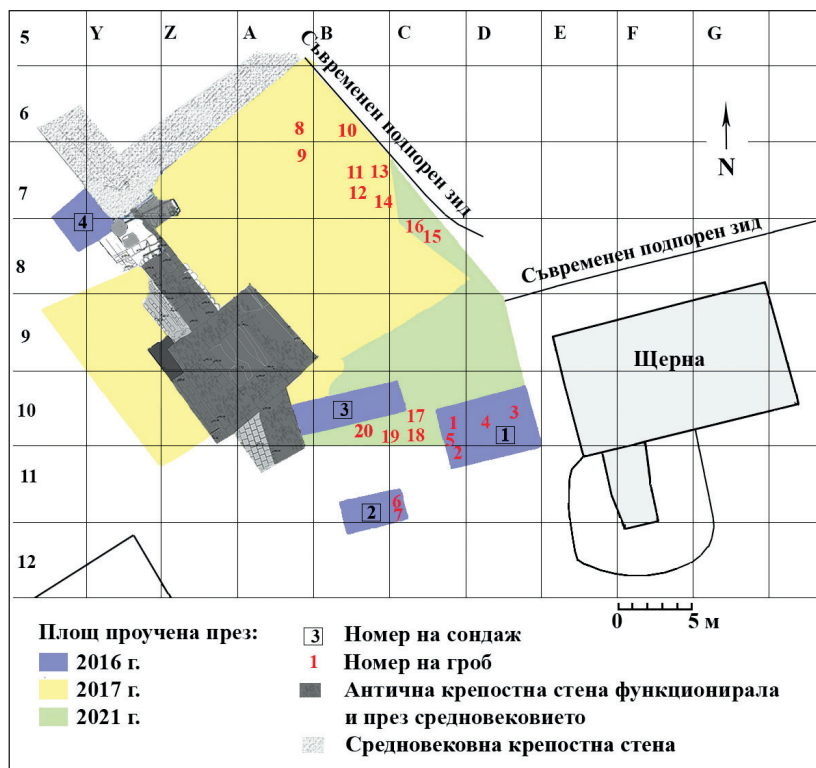 5 Y Z A B C D E F G
Съвременен подпорен зид
6 8 10
N
9
7 11 13
12 14
4
16
15
Съвременен подпорен зид
8
9
Щерна
10 3 17 1 4 3
20 19 18 5 1
2
11
6
2 7
12
0 5 м
Площ проучена през:
2016 г.
2017 г.
2021 г.
3 Номер на сондаж
1 Номер на гроб
Антична крепостна стена функционирала
и през средновековието
Средновековна крепостна стена